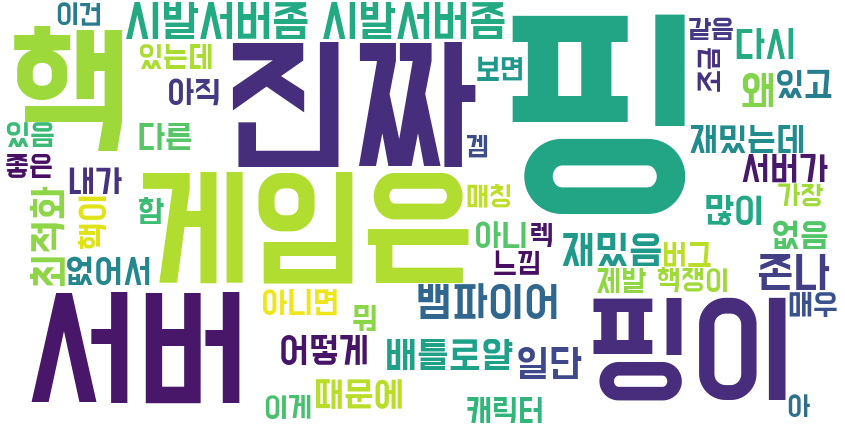 이건
시발서버좀 시발서버좀
같음
핵
진짜
핑
있는데
보면
조금
다시
아직
왜
있고
있음
다른
겜
재밌는데
좋은
내가
게임은
매칭
서버가
가장
최적화
핵이
함
많이
아니
렉
재밌음
버그
없음
없어서
느낌
제발
핵쟁이
존나
서버
아니면
뭐
뱀파이어
핑이
매우
어떻게
배틀로얄
일단
이게
때문에
캐릭터
아